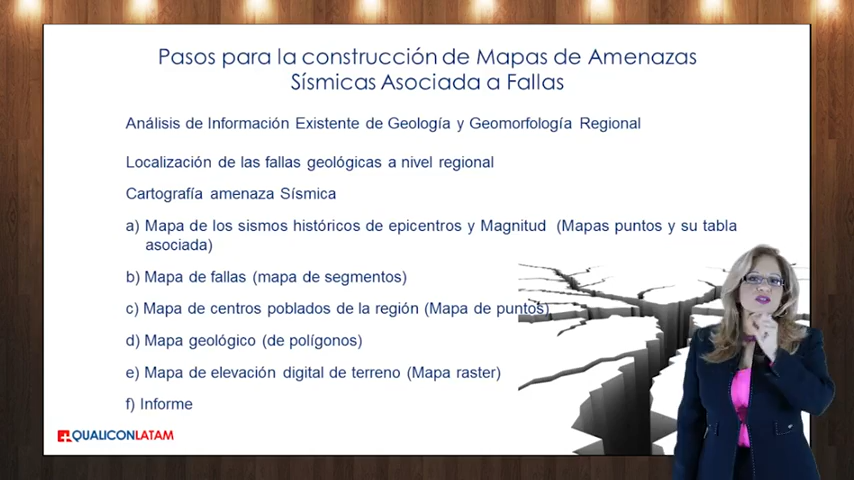 Pasos para la construcción de Mapas de Amenazas
Sísmicas Asociada a Fallas
Análisis de Información Existente de Geología y Geomorfología Regional
Localización de las fallas geológicas a nivel regional
Cartografía amenaza Sísmica
a) Mapa de los sismos históricos de epicentros y Magnitud (Mapas puntos y su tabla
asociada)
b) Mapa de fallas (mapa de segmentos)
c) Mapa de centros poblados de la región (Mapa de puntos)
d) Mapa geológico (de polígonos)
e) Mapa de elevación digital de terreno (Mapa raster)
f) Informe
QUALICONLATAM